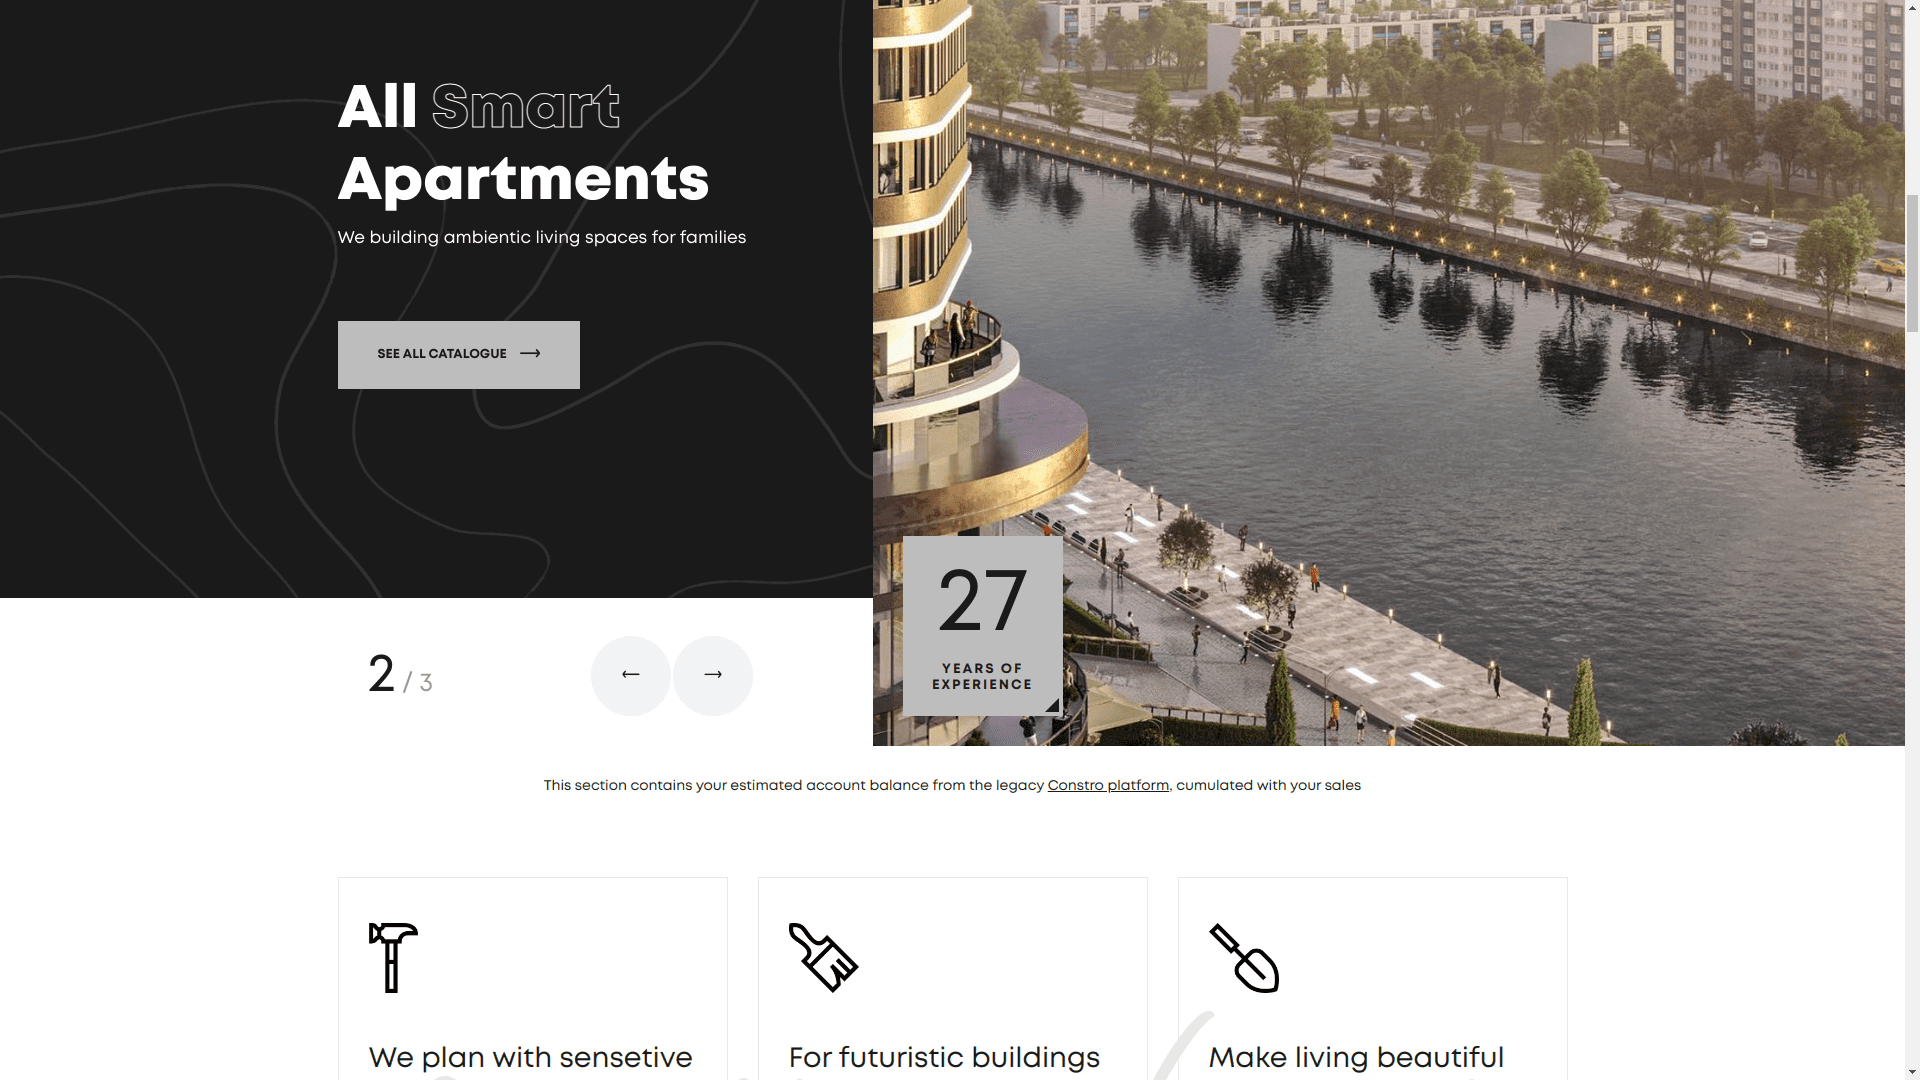 All Smart
Apartments
We building ambientic living spaces for families
SEE ALL CATALOGUE
27
YEARS OF
EXPERIENCE
2 / 3
This section contains your estimated account balance from the legacy Constro platform, cumulated with your sales
We plan with sensetive
For futuristic buildings
Make living beautiful